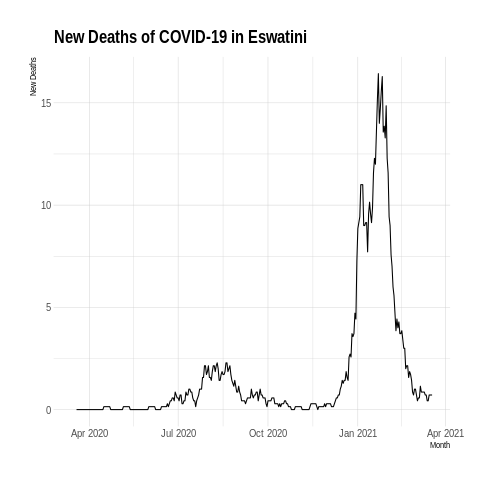 New Deaths of COVID-19 in Eswatini
New Deaths
15
10
5
0
Apr 2020 Jul 2020 Oct 2020 Jan 2021 Apr 2021
Month